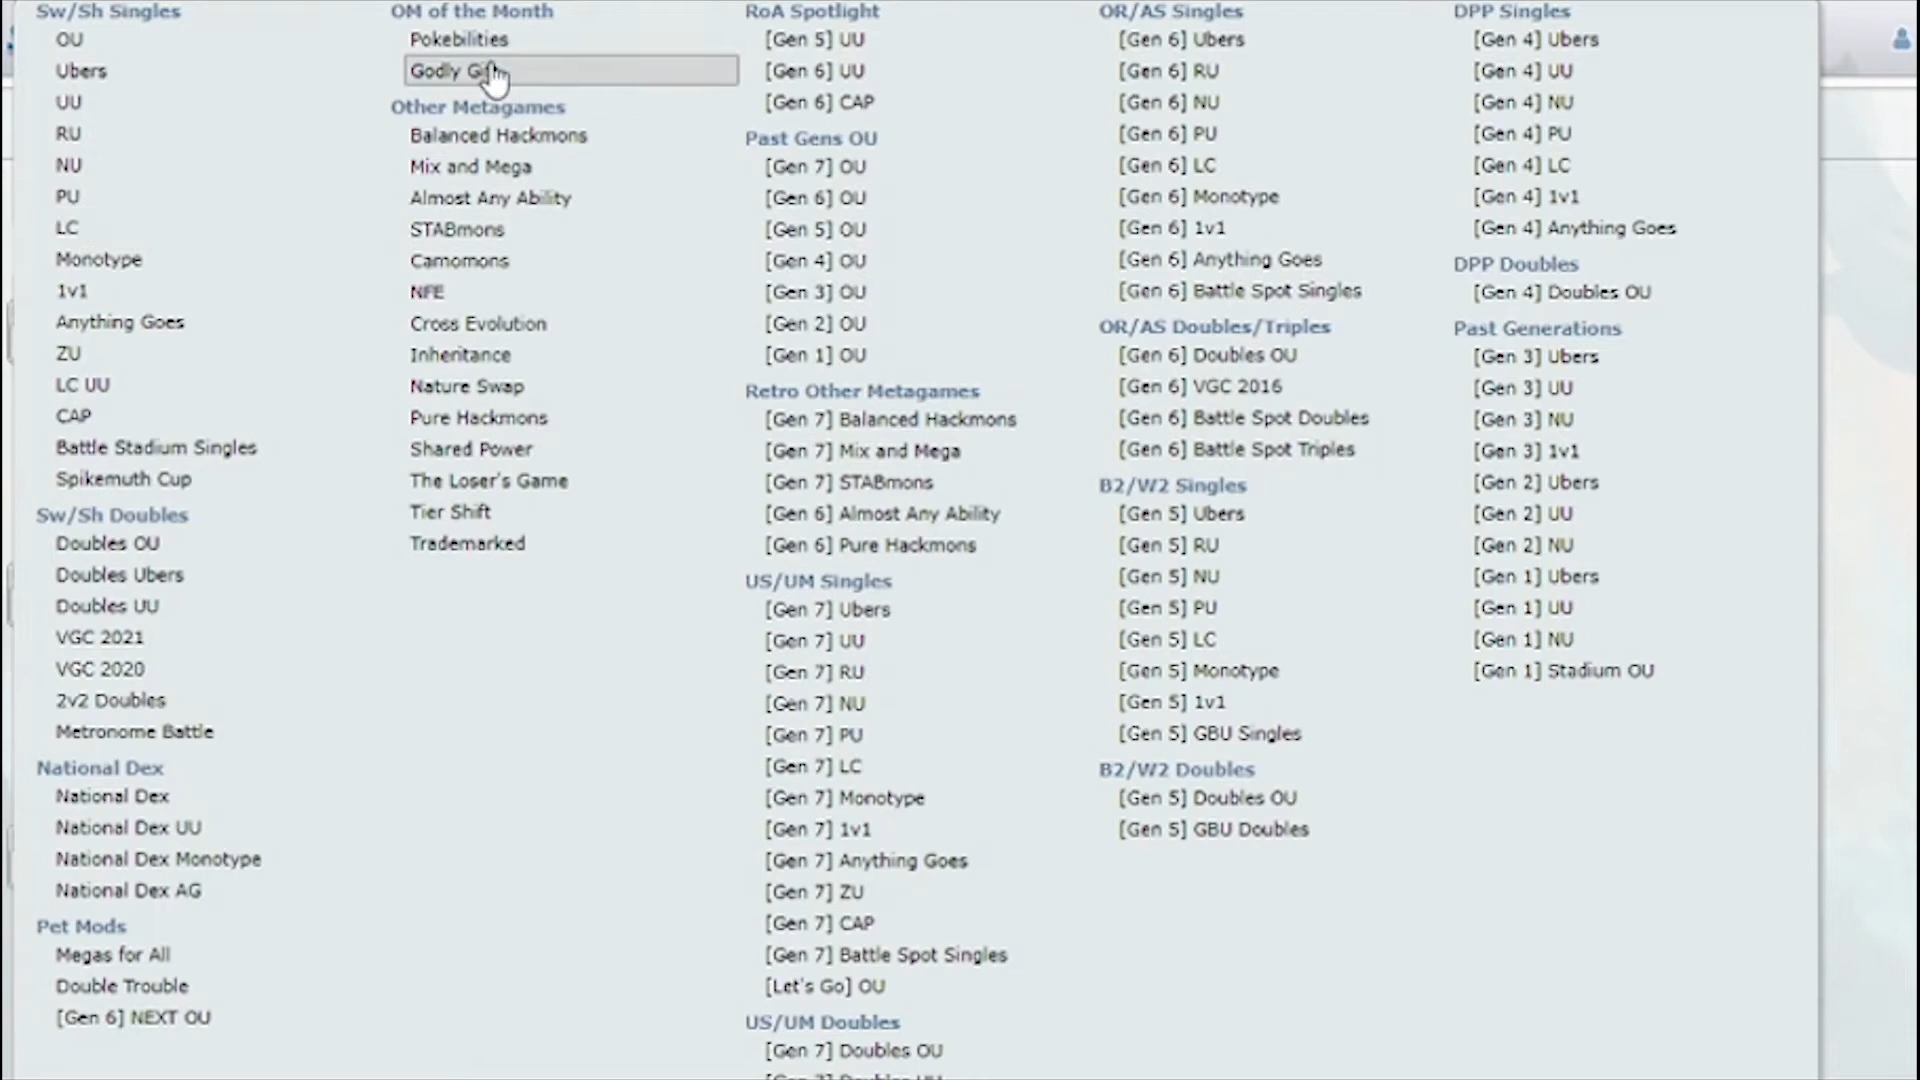 Sw/Sh Singles
OU
Ubers
UU
RU
NU
PU
LC
Monotype
1v1
Anything Goes
ZU
LC UU
CAP
Battle Stadium Singles
Spikemuth Cup
Sw/Sh Doubles
Doubles OU
Doubles Ubers
Doubles UU
VGC 2021
VGC 2020
2v2 Doubles
Metronome Battle
National Dex
National Dex
National Dex UU
National Dex Monotype
National Dex AG
Pet Mods
Megas for All
Double Trouble
[Gen 6] NEXT OU
OM of the Month
Pokebilities
Godly
Other Metagames
Balanced Hackmons
Mix and Mega
Almost Any Ability
STABmons
Camomons
NFE
Cross Evolution
Inheritance
Nature Swap
Pure Hackmons
Shared Power
The Loser's Game
Tier Shift
Trademarked
RoA Spotlight
[Gen 5] UU
[Gen 6] UU
[Gen 6] CAP
Past Gens OU
[Gen 7] OU
[Gen 6] OU
[Gen 5] OU
[Gen 4] OU
[Gen 3] OU
[Gen 2] OU
[Gen 1] OU
Retro Other Metagames
[Gen 7] Balanced Hackmons
[Gen 7] Mix and Mega
[Gen 7] STABmons
[Gen 6] Almost Any Ability
[Gen 6] Pure Hackmons
US/UM Singles
[Gen 7] Ubers
[Gen 7] UU
[Gen 7] RU
[Gen 7] NU
[Gen 7] PU
[Gen 7] LC
[Gen 7] Monotype
[Gen 7] 1v1
[Gen 7] Anything Goes
[Gen 7] ZU
[Gen 7] CAP
[Gen 7] Battle Spot Singles
[Let's Go] OU
US/UM Doubles
[Gen 7] Doubles OU
OR/AS Singles
[Gen 6] Ubers
[Gen 6] RU
[Gen 6] NU
[Gen 6] PU
[Gen 6] LC
[Gen 6] Monotype
[Gen 6] 1v1
[Gen 6] Anything Goes
[Gen 6] Battle Spot Singles
OR/AS Doubles/Triples
[Gen 6] Doubles OU
[Gen 6] VGC 2016
[Gen 6] Battle Spot Doubles
[Gen 6] Battle Spot Triples
B2/W2 Singles
[Gen 5] Ubers
[Gen 5] RU
[Gen 5] NU
[Gen 5] PU
[Gen 5] LC
[Gen 5] Monotype
[Gen 5] 1v1
[Gen 5] GBU Singles
B2/W2 Doubles
[Gen 5] Doubles OU
[Gen 5] GBU Doubles
DPP Singles
[Gen 4] Ubers
[Gen 4] UU
[Gen 4] NU
[Gen 4] PU
[Gen 4] LC
[Gen 4] 1v1
[Gen 4] Anything Goes
DPP Doubles
[Gen 4] Doubles OU
Past Generations
[Gen 3] Ubers
[Gen 3] UU
[Gen 3] NU
[Gen 3] 1v1
[Gen 2] Ubers
[Gen 2] UU
[Gen 2] NU
[Gen 1] Ubers
[Gen 1] UU
[Gen 1] NU
[Gen 1] Stadium OU